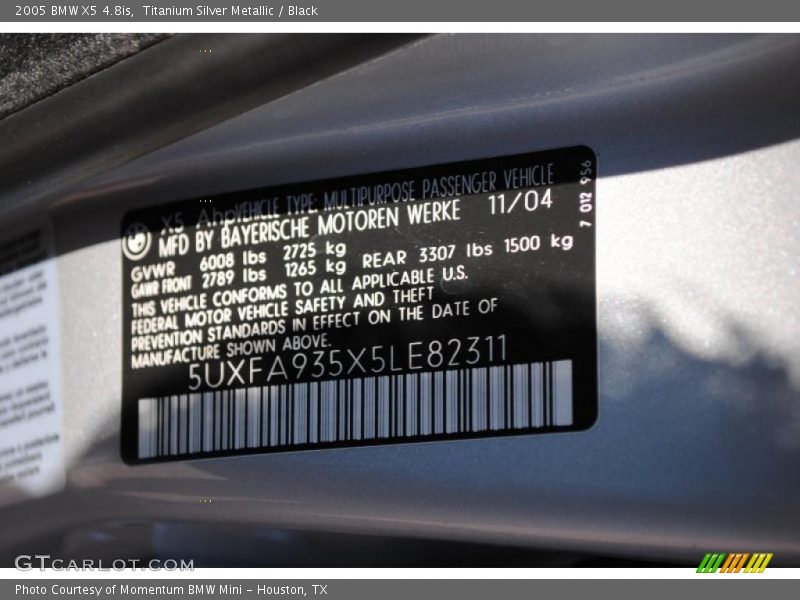 2005 BMW X5 4.8is, Titanium Silver Metallic / Black
X5 VEHICLE TYPE: MULTIPURPOSE PASSENGER VEHICLE
MFD BY BAYERISCHE MOTOREN WERKE 11/04
GVWR 6008 lbs 2725 kg
GAWR FRONT 2789 lbs 1265 kg REAR 3307 lbs 1500 kg
THIS VEHICLE CONFORMS TO ALL APPLICABLE U.S.
FEDERAL MOTOR VEHICLE SAFETY AND THEFT
PREVENTION STANDARDS IN EFFECT ON THE DATE OF
MANUFACTURE SHOWN ABOVE.
5UXFA935X5LE82311
7 012 956
GTcarlot.com
Photo Courtesy of Momentum BMW Mini - Houston, TX